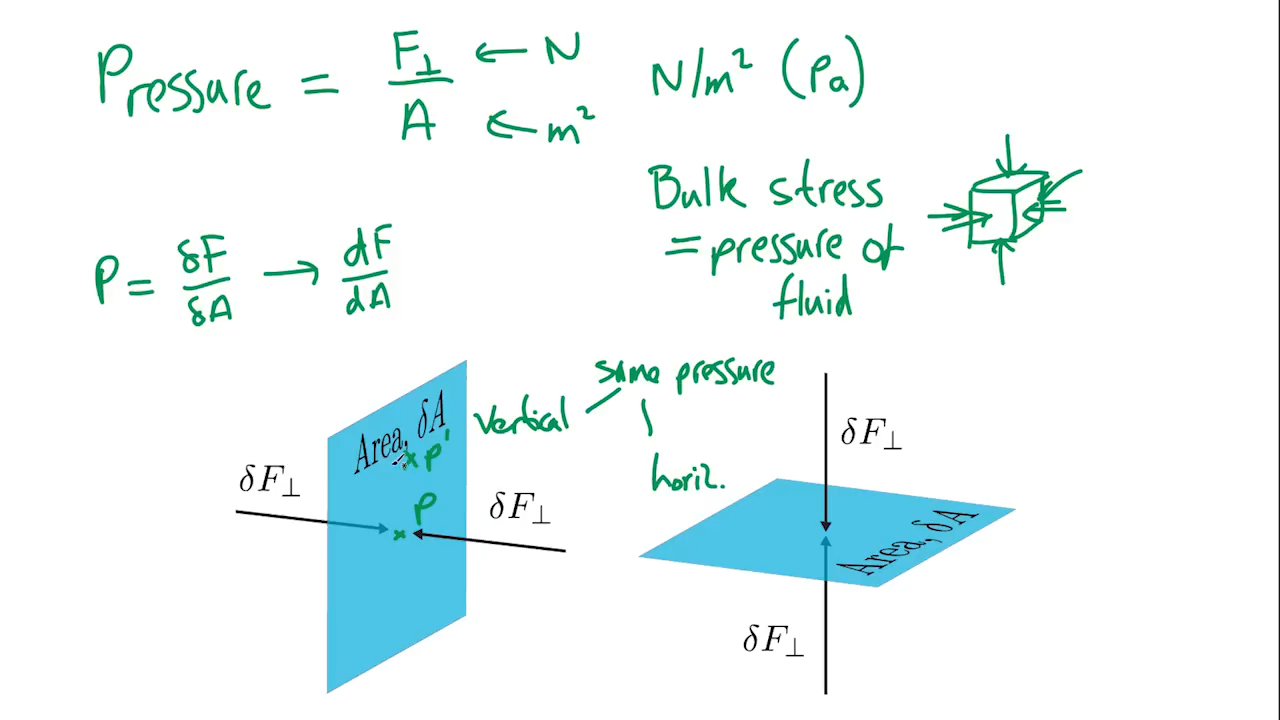 Pressure = F⊥/A ← N ← m² N/m² (Pa)
Bulk stress
= pressure of
fluid
P = δF/δA → dF/dA
same pressure
vertical
horiz.
Area, δA
P'
P
δF⊥
δF⊥
δF⊥
Area, δA
δF⊥